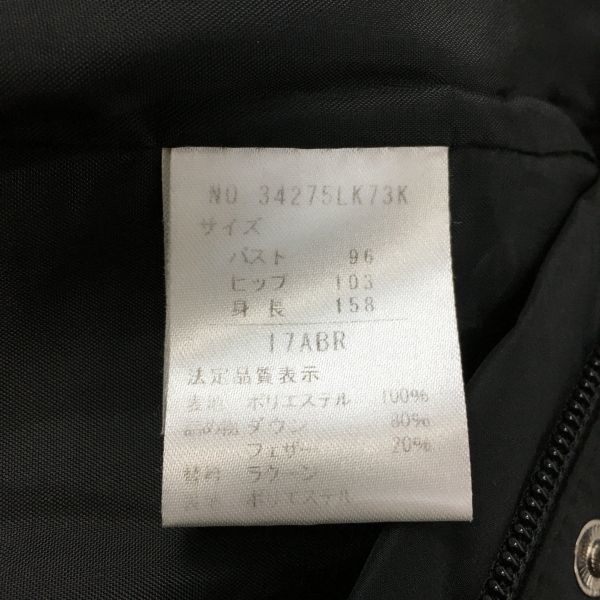 NO 34275LK73K
サイズ
バスト 96
ヒップ 103
身長 158
17ABR
法定品質表示
表地 ポリエステル 100%
ダウン 80%
フェザー 20%
ラクーン
ポリエステル